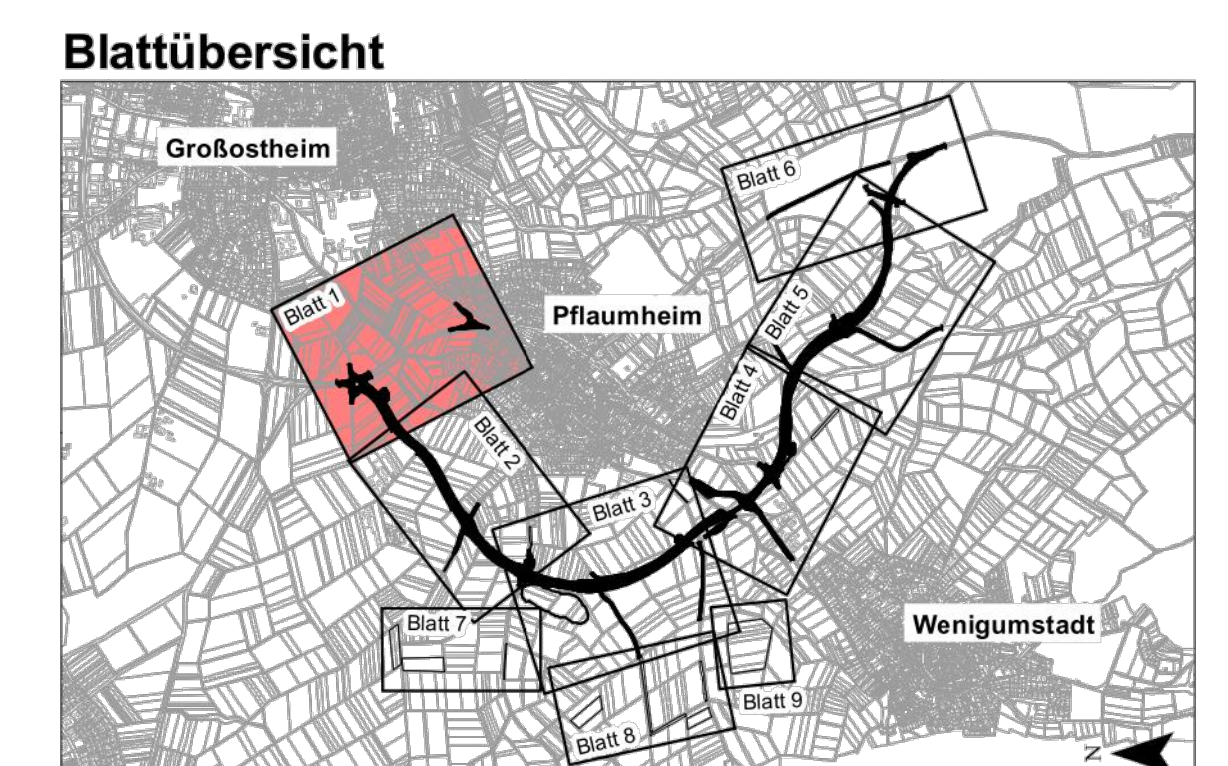 Blattübersicht
Großostheim
Blatt 6
Blatt 1
Blatt 5
Pflaumheim
Blatt 4
Blatt 2
Blatt 3
Blatt 7
Wenigumstadt
Blatt 9
Blatt 8
N